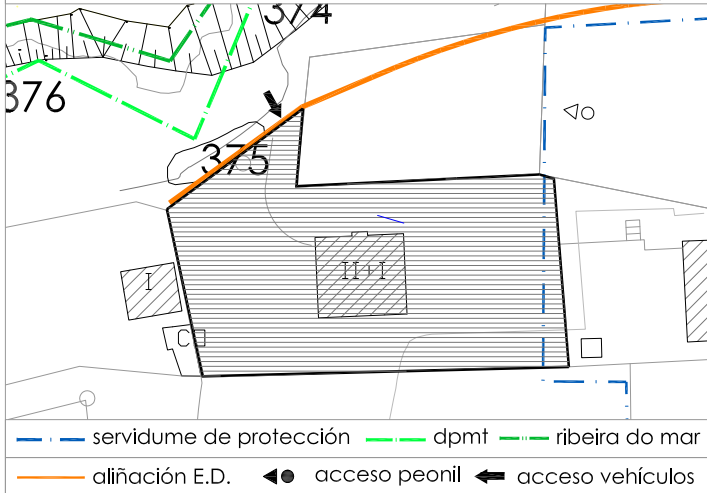 374
376
375
II+I
I
servidume de protección dpmt ribeira do mar
aliñación E.D. acceso peonil acceso vehículos